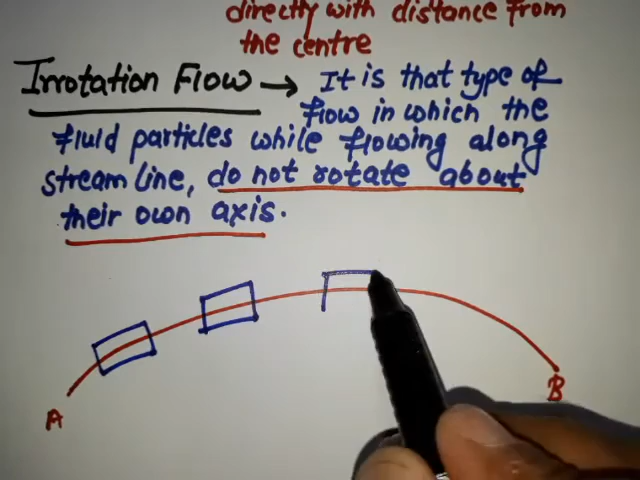 directly with distance from
the centre
Irrotation Flow → It is that type of
flow in which the
fluid particles while flowing along
stream line, do not rotate about
their own axis.
A
B